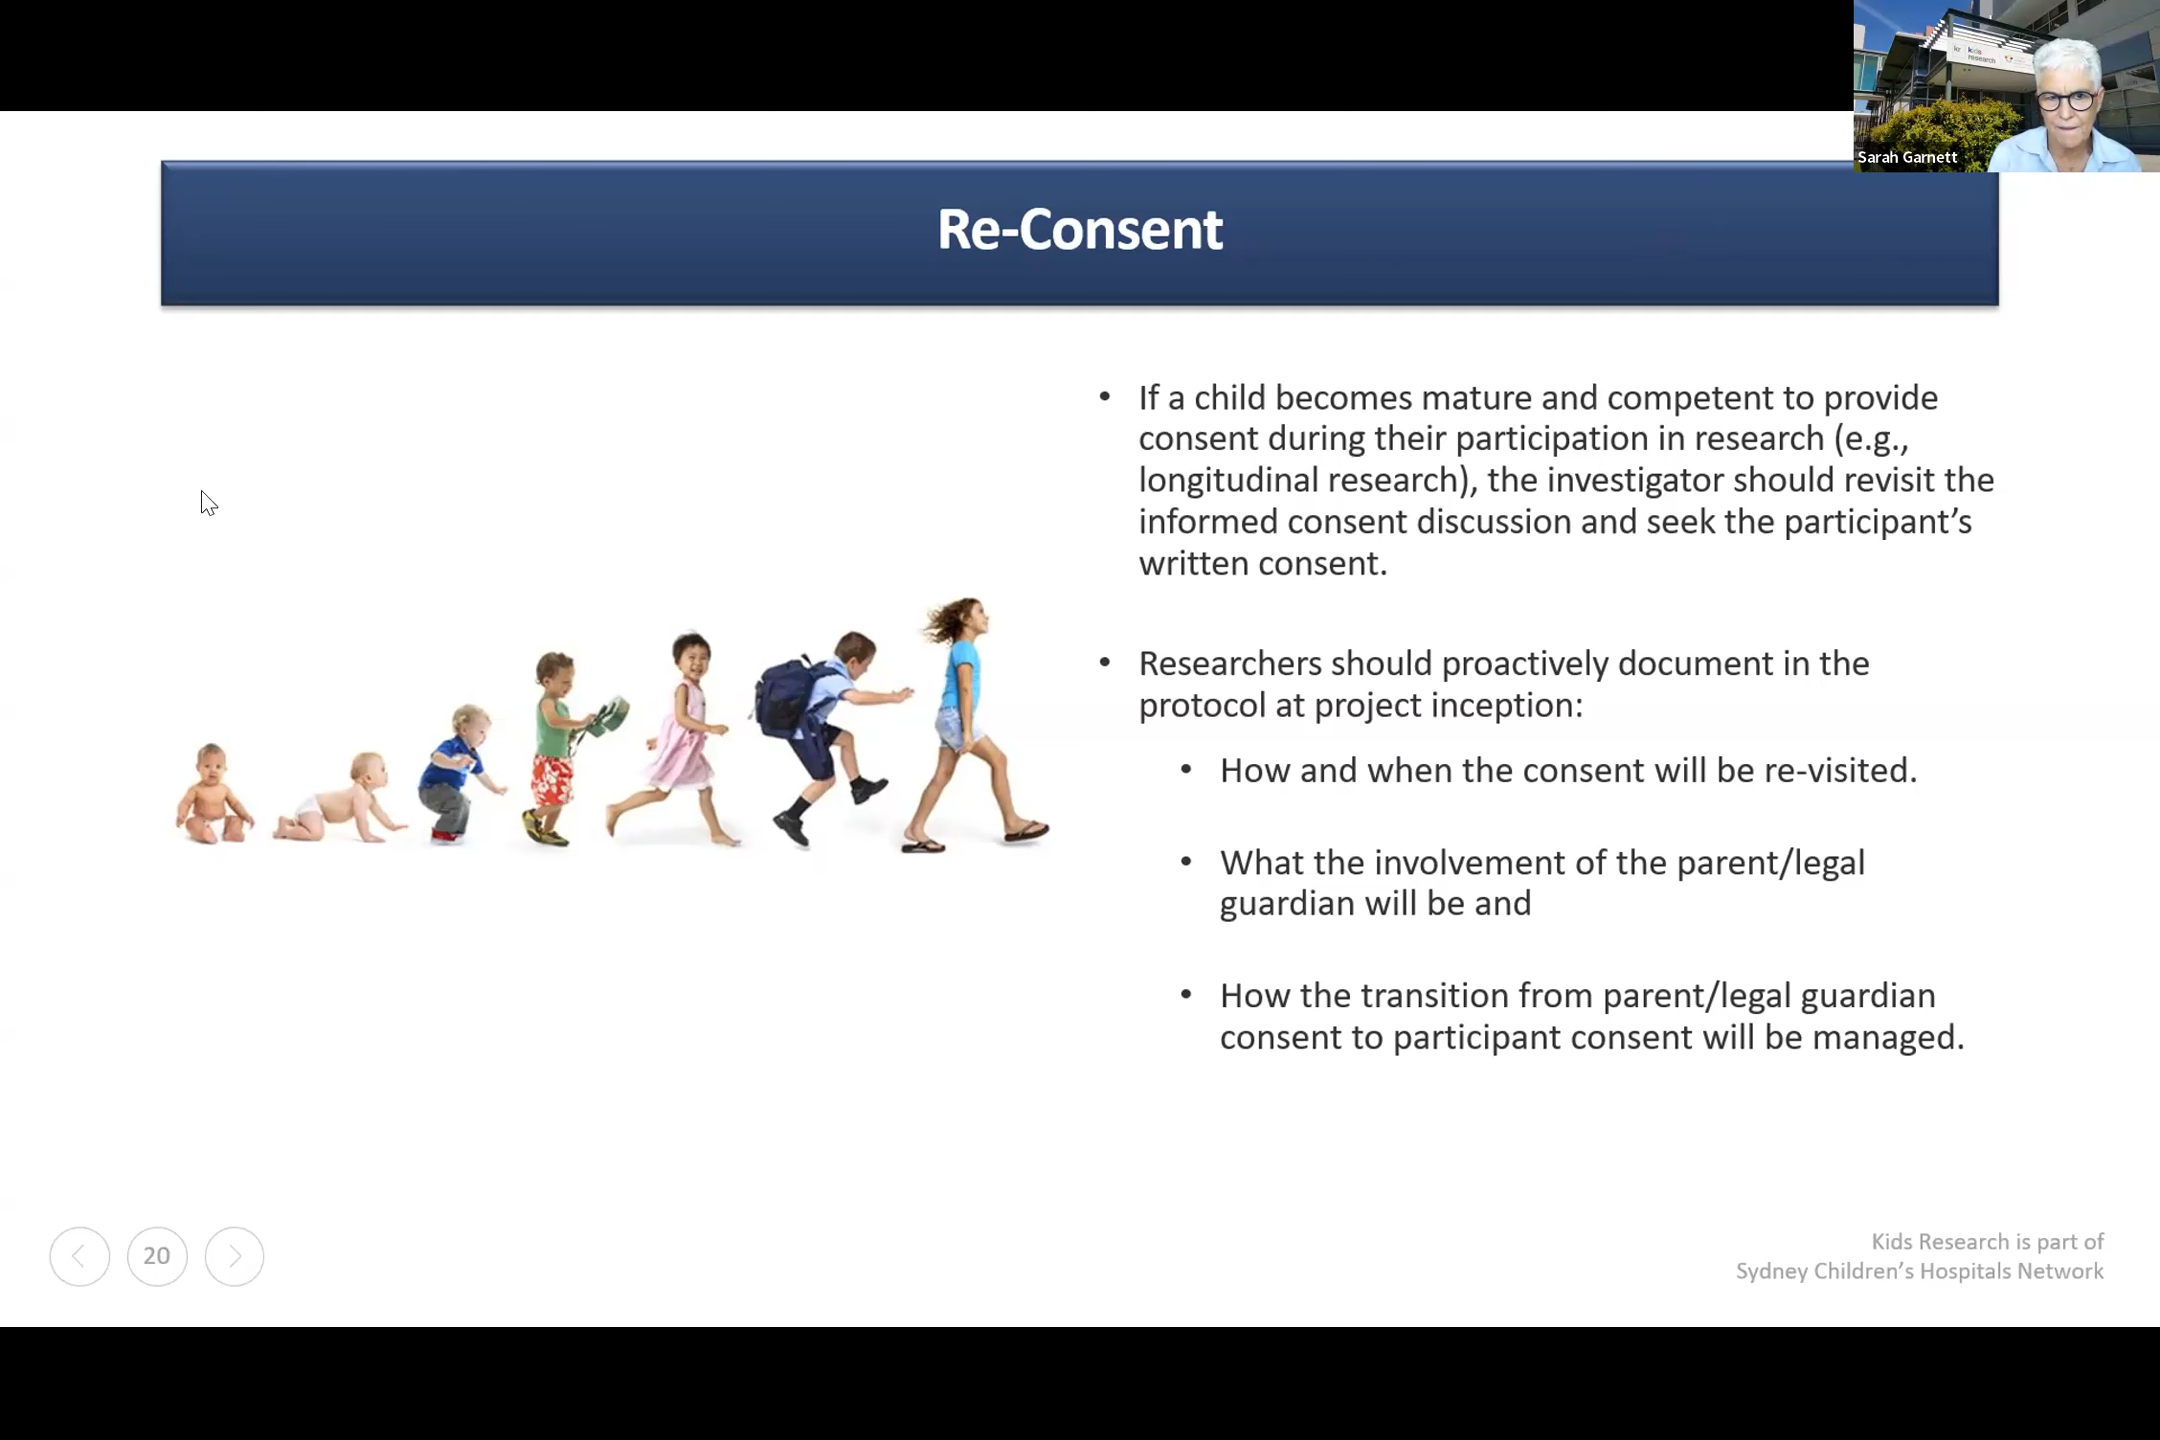 kr kids
research
Sarah Garnett
Re-Consent
• If a child becomes mature and competent to provide
consent during their participation in research (e.g.,
longitudinal research), the investigator should revisit the
informed consent discussion and seek the participant’s
written consent.
• Researchers should proactively document in the
protocol at project inception:
• How and when the consent will be re-visited.
• What the involvement of the parent/legal
guardian will be and
• How the transition from parent/legal guardian
consent to participant consent will be managed.
20
Kids Research is part of
Sydney Children’s Hospitals Network